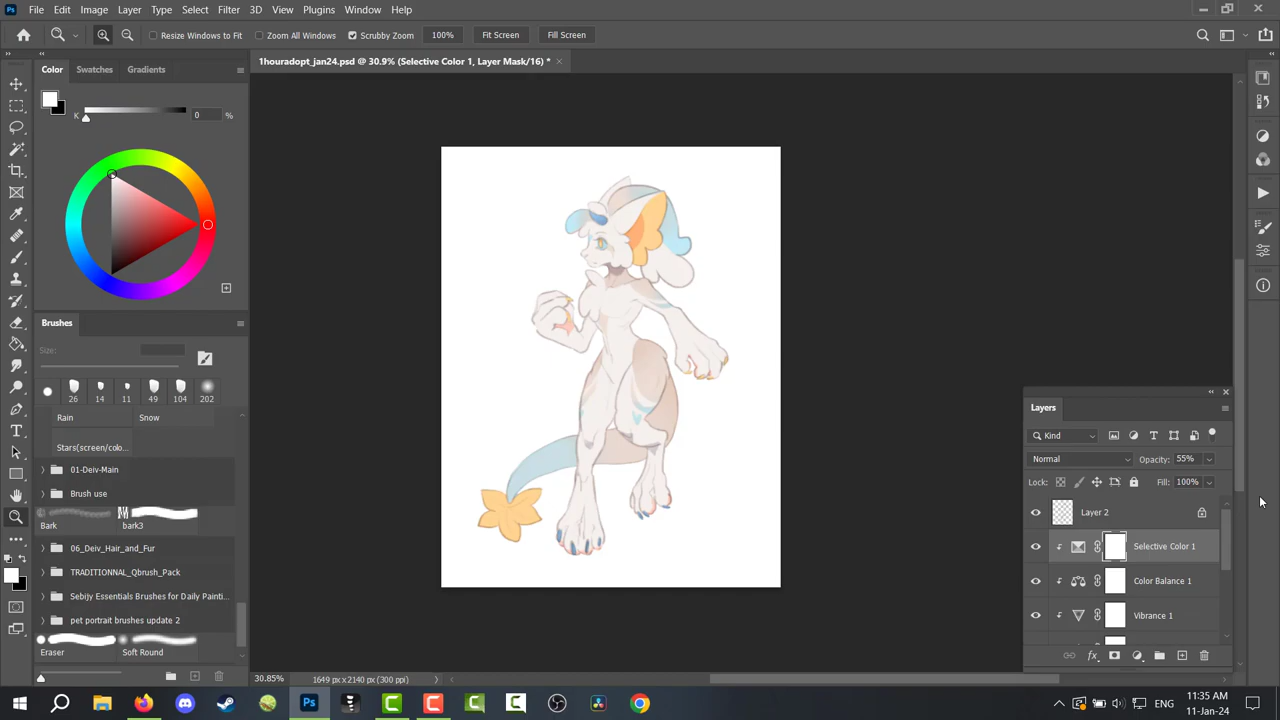 Ps File Edit Image Layer Type Select Filter 3D View Plugins Window Help
Resize Windows to Fit Zoom All Windows Scrubby Zoom 100% Fit Screen Fill Screen
1houradopt_jan24.psd @ 30.9% (Selective Color 1, Layer Mask/16) * ×
Color Swatches Gradients
K 0 %
Brushes
Size:
26 14 11 49 104 202
Rain Snow
Stars(screen/colo...
01-Deiv-Main
Brush use
Bark bark3
06_Deiv_Hair_and_Fur
TRADITIONNAL_Qbrush_Pack
Sebijy Essentials Brushes for Daily Painti...
pet portrait brushes update 2
Eraser Soft Round
Layers
Kind
Normal Opacity: 55%
Lock: Fill: 100%
Layer 2
Selective Color 1
Color Balance 1
Vibrance 1
fx
30.85% 1649 px x 2140 px (300 ppi)
Ps ENG
11:35 AM
11-Jan-24